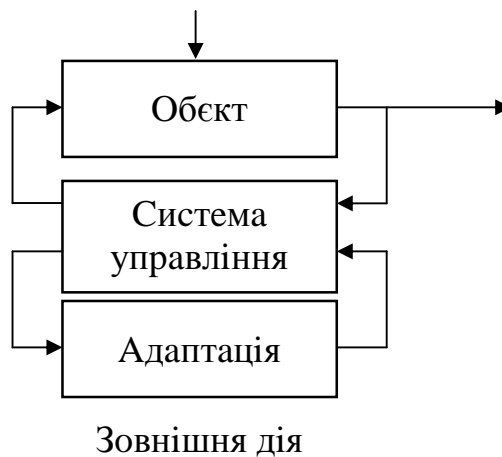 Обєкт
Система
управління
Адаптація
Зовнішня дія